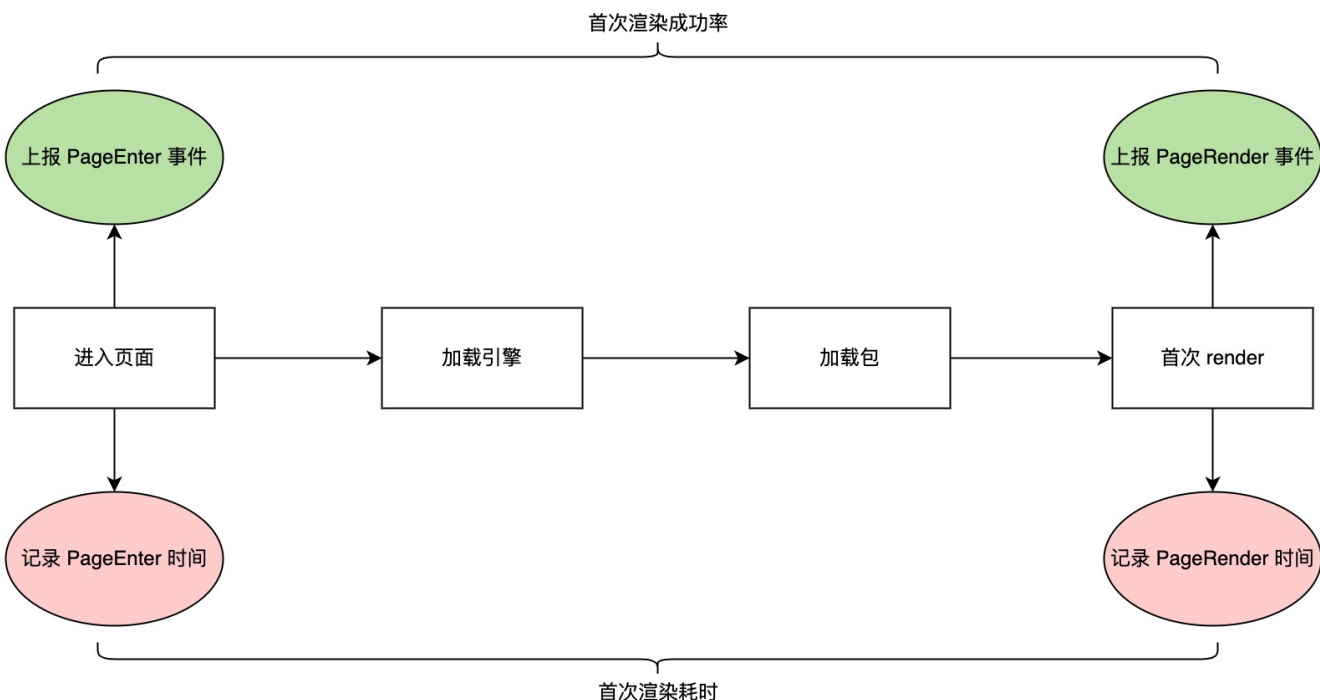 首次渲染成功率
上报 PageEnter 事件
上报 PageRender 事件
进入页面
加载引擎
加载包
首次 render
记录 PageEnter 时间
记录 PageRender 时间
首次渲染耗时